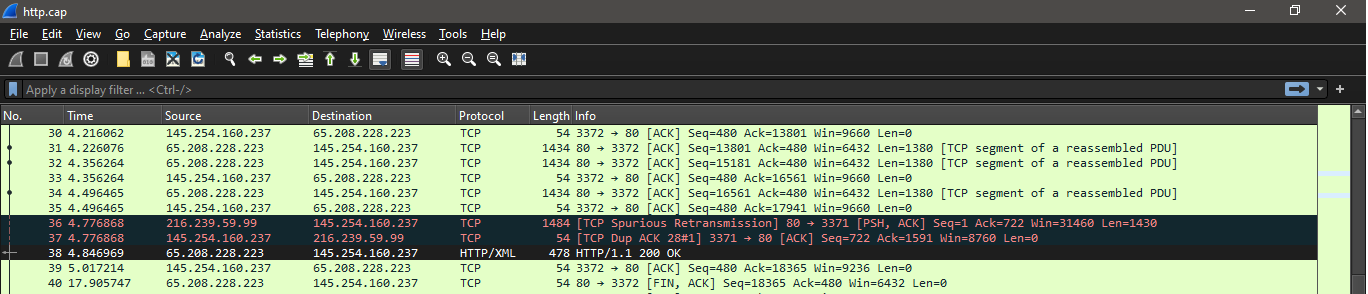 http.cap
File Edit View Go Capture Analyze Statistics Telephony Wireless Tools Help
Apply a display filter ... <Ctrl-/>
No. Time Source Destination Protocol Length Info
30 4.216062 145.254.160.237 65.208.228.223 TCP 54 3372 → 80 [ACK] Seq=480 Ack=13801 Win=9660 Len=0
31 4.226076 65.208.228.223 145.254.160.237 TCP 1434 80 → 3372 [ACK] Seq=13801 Ack=480 Win=6432 Len=1380 [TCP segment of a reassembled PDU]
32 4.356264 65.208.228.223 145.254.160.237 TCP 1434 80 → 3372 [ACK] Seq=15181 Ack=480 Win=6432 Len=1380 [TCP segment of a reassembled PDU]
33 4.356264 145.254.160.237 65.208.228.223 TCP 54 3372 → 80 [ACK] Seq=480 Ack=16561 Win=9660 Len=0
34 4.496465 65.208.228.223 145.254.160.237 TCP 1434 80 → 3372 [ACK] Seq=16561 Ack=480 Win=6432 Len=1380 [TCP segment of a reassembled PDU]
35 4.496465 145.254.160.237 65.208.228.223 TCP 54 3372 → 80 [ACK] Seq=480 Ack=17941 Win=9660 Len=0
36 4.776868 216.239.59.99 145.254.160.237 TCP 1484 [TCP Spurious Retransmission] 80 → 3371 [PSH, ACK] Seq=1 Ack=722 Win=31460 Len=1430
37 4.776868 145.254.160.237 216.239.59.99 TCP 54 [TCP Dup ACK 28#1] 3371 → 80 [ACK] Seq=722 Ack=1591 Win=8760 Len=0
38 4.846969 65.208.228.223 145.254.160.237 HTTP/XML 478 HTTP/1.1 200 OK
39 5.017214 145.254.160.237 65.208.228.223 TCP 54 3372 → 80 [ACK] Seq=480 Ack=18365 Win=9236 Len=0
40 17.905747 65.208.228.223 145.254.160.237 TCP 54 80 → 3372 [FIN, ACK] Seq=18365 Ack=480 Win=6432 Len=0